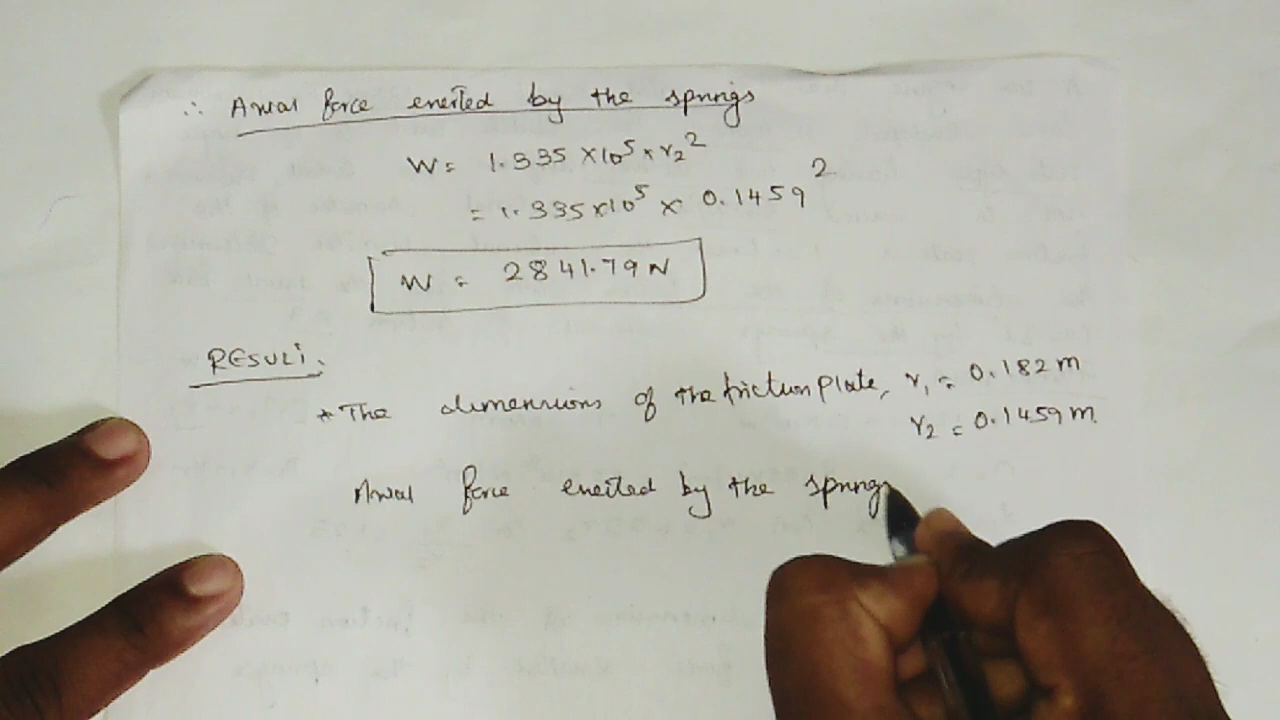 ∴ Axial force exerted by the springs
W = 1.335 × 10⁵ × r₂²
= 1.335 × 10⁵ × 0.1459²
W = 2841.79 N
RESULT.
* The dimensions of the friction plate, r₁ = 0.182 m
r₂ = 0.1459 m.
Axial force exerted by the springs